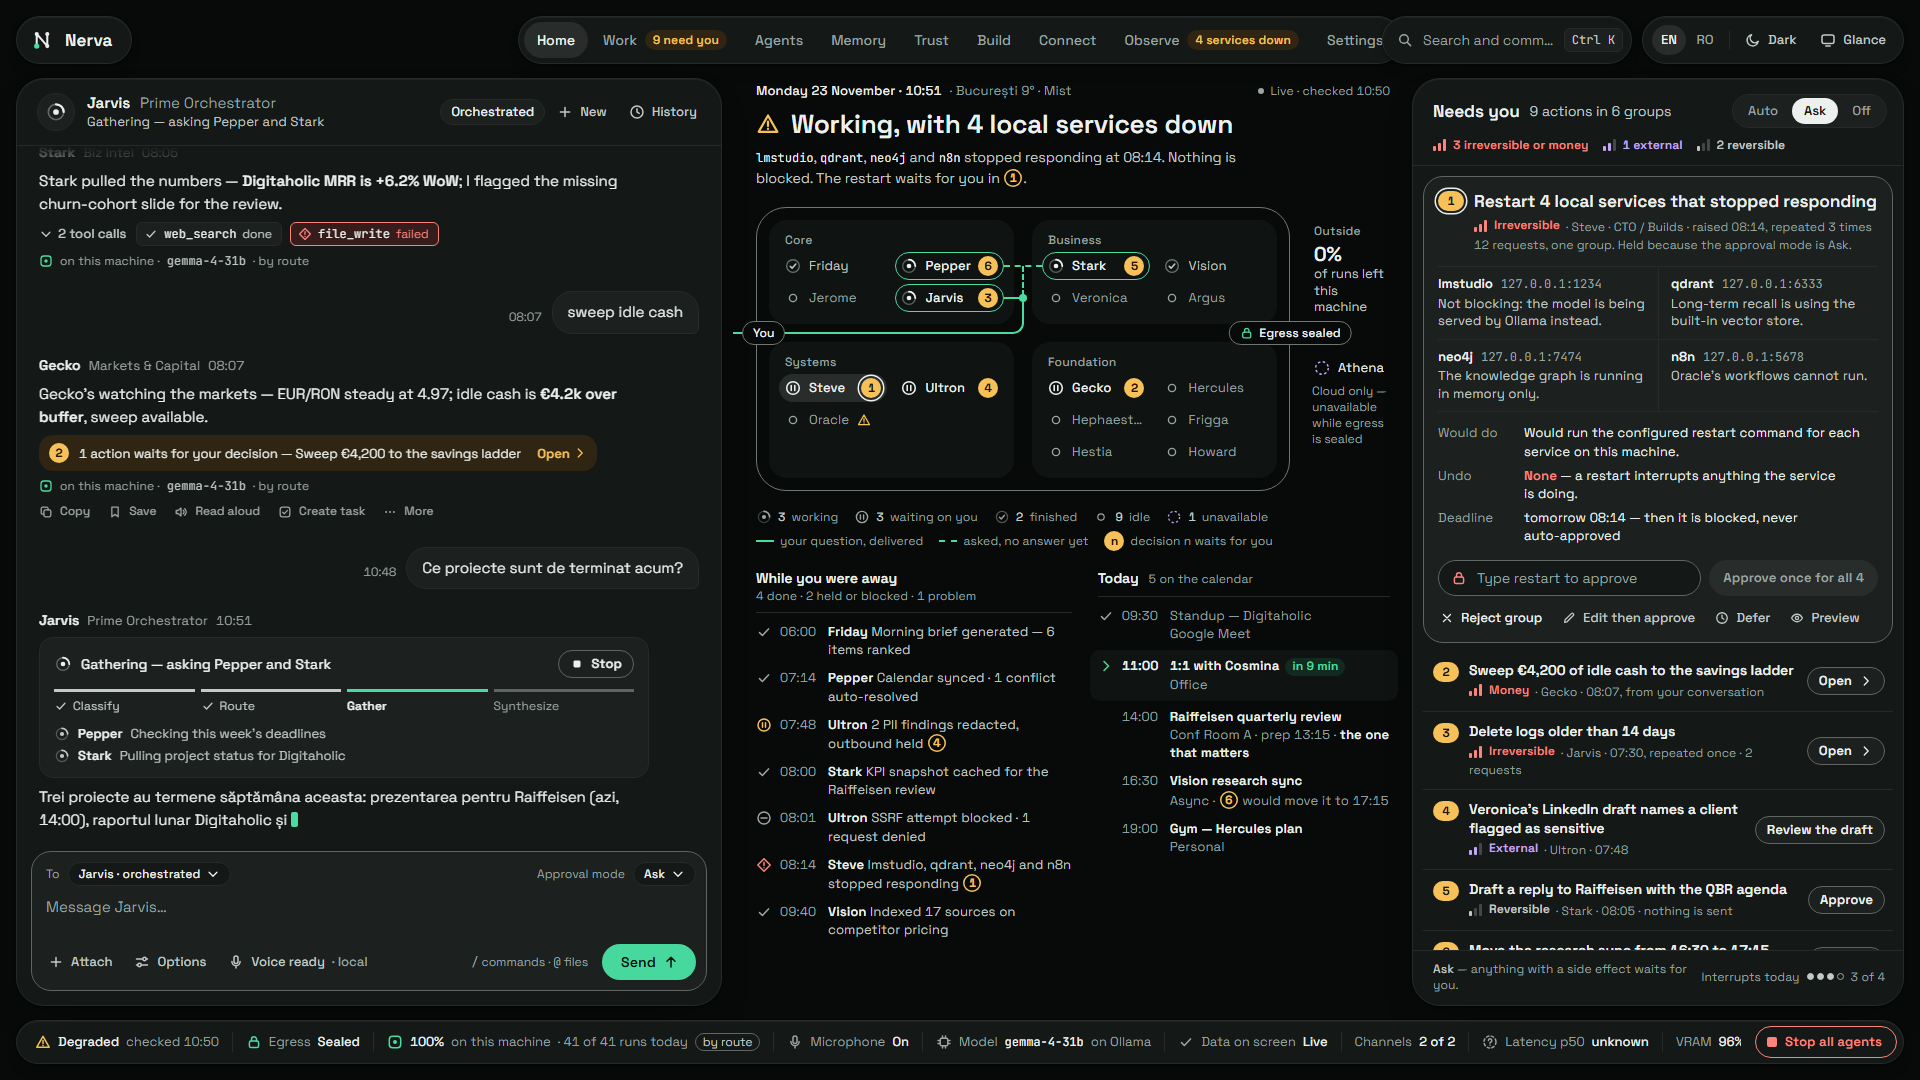 Nerva
Home
Work 9 need you
Agents
Memory
Trust
Build
Connect
Observe 4 services down
Settings
Search and comm... Ctrl K
EN RO
Dark
Glance
Jarvis Prime Orchestrator
Gathering — asking Pepper and Stark
Orchestrated
New
History
Stark Biz Intel 08:05
Stark pulled the numbers — Digitaholic MRR is +6.2% WoW; I flagged the missing
churn-cohort slide for the review.
2 tool calls web_search done file_write failed
on this machine · gemma-4-31b · by route
08:07 sweep idle cash
Gecko Markets & Capital 08:07
Gecko's watching the markets — EUR/RON steady at 4.97; idle cash is €4.2k over
buffer, sweep available.
2 1 action waits for your decision — Sweep €4,200 to the savings ladder Open
on this machine · gemma-4-31b · by route
Copy Save Read aloud Create task More
10:48 Ce proiecte sunt de terminat acum?
Jarvis Prime Orchestrator 10:51
Gathering — asking Pepper and Stark Stop
Classify Route Gather Synthesize
Pepper Checking this week's deadlines
Stark Pulling project status for Digitaholic
Trei proiecte au termene săptămâna aceasta: prezentarea pentru Raiffeisen (azi,
14:00), raportul lunar Digitaholic și
To Jarvis · orchestrated Approval mode Ask
Message Jarvis...
Attach Options Voice ready · local / commands · @ files Send
Monday 23 November · 10:51 · București 9° · Mist
Live · checked 10:50
Working, with 4 local services down
lmstudio, qdrant, neo4j and n8n stopped responding at 08:14. Nothing is
blocked. The restart waits for you in 1.
Core
Friday Pepper 6
Jerome Jarvis 3
Business
Stark 5 Vision
Veronica Argus
Outside
0%
of runs left
this
machine
You
Egress sealed
Systems
Steve 1 Ultron 4
Oracle
Foundation
Gecko 2 Hercules
Hephaest... Frigga
Hestia Howard
Athena
Cloud only —
unavailable
while egress
is sealed
3 working 3 waiting on you 2 finished 9 idle 1 unavailable
your question, delivered asked, no answer yet n decision n waits for you
While you were away
4 done · 2 held or blocked · 1 problem
06:00 Friday Morning brief generated — 6
items ranked
07:14 Pepper Calendar synced · 1 conflict
auto-resolved
07:48 Ultron 2 PII findings redacted,
outbound held 4
08:00 Stark KPI snapshot cached for the
Raiffeisen review
08:01 Ultron SSRF attempt blocked · 1
request denied
08:14 Steve lmstudio, qdrant, neo4j and n8n
stopped responding 1
09:40 Vision Indexed 17 sources on
competitor pricing
Today 5 on the calendar
09:30 Standup — Digitaholic
Google Meet
11:00 1:1 with Cosmina in 9 min
Office
14:00 Raiffeisen quarterly review
Conf Room A · prep 13:15 · the one
that matters
16:30 Vision research sync
Async · 6 would move it to 17:15
19:00 Gym — Hercules plan
Personal
Needs you 9 actions in 6 groups
Auto Ask Off
3 irreversible or money 1 external 2 reversible
1 Restart 4 local services that stopped responding
Irreversible · Steve · CTO / Builds · raised 08:14, repeated 3 times
12 requests, one group. Held because the approval mode is Ask.
lmstudio 127.0.0.1:1234
Not blocking: the model is being
served by Ollama instead.
qdrant 127.0.0.1:6333
Long-term recall is using the
built-in vector store.
neo4j 127.0.0.1:7474
The knowledge graph is running
in memory only.
n8n 127.0.0.1:5678
Oracle's workflows cannot run.
Would do Would run the configured restart command for each
service on this machine.
Undo None — a restart interrupts anything the service
is doing.
Deadline tomorrow 08:14 — then it is blocked, never
auto-approved
Type restart to approve Approve once for all 4
Reject group Edit then approve Defer Preview
2 Sweep €4,200 of idle cash to the savings ladder
Money · Gecko · 08:07, from your conversation
Open
3 Delete logs older than 14 days
Irreversible · Jarvis · 07:30, repeated once · 2
requests
Open
4 Veronica's LinkedIn draft names a client
flagged as sensitive
External · Ultron · 07:48
Review the draft
5 Draft a reply to Raiffeisen with the QBR agenda
Reversible · Stark · 08:05 · nothing is sent
Approve
Move the research sync from 16:30 to 17:15
Ask — anything with a side effect waits for
you.
Interrupts today 3 of 4
Degraded checked 10:50
Egress Sealed
100% on this machine · 41 of 41 runs today by route
Microphone On
Model gemma-4-31b on Ollama
Data on screen Live
Channels 2 of 2
Latency p50 unknown
VRAM 96%
Stop all agents